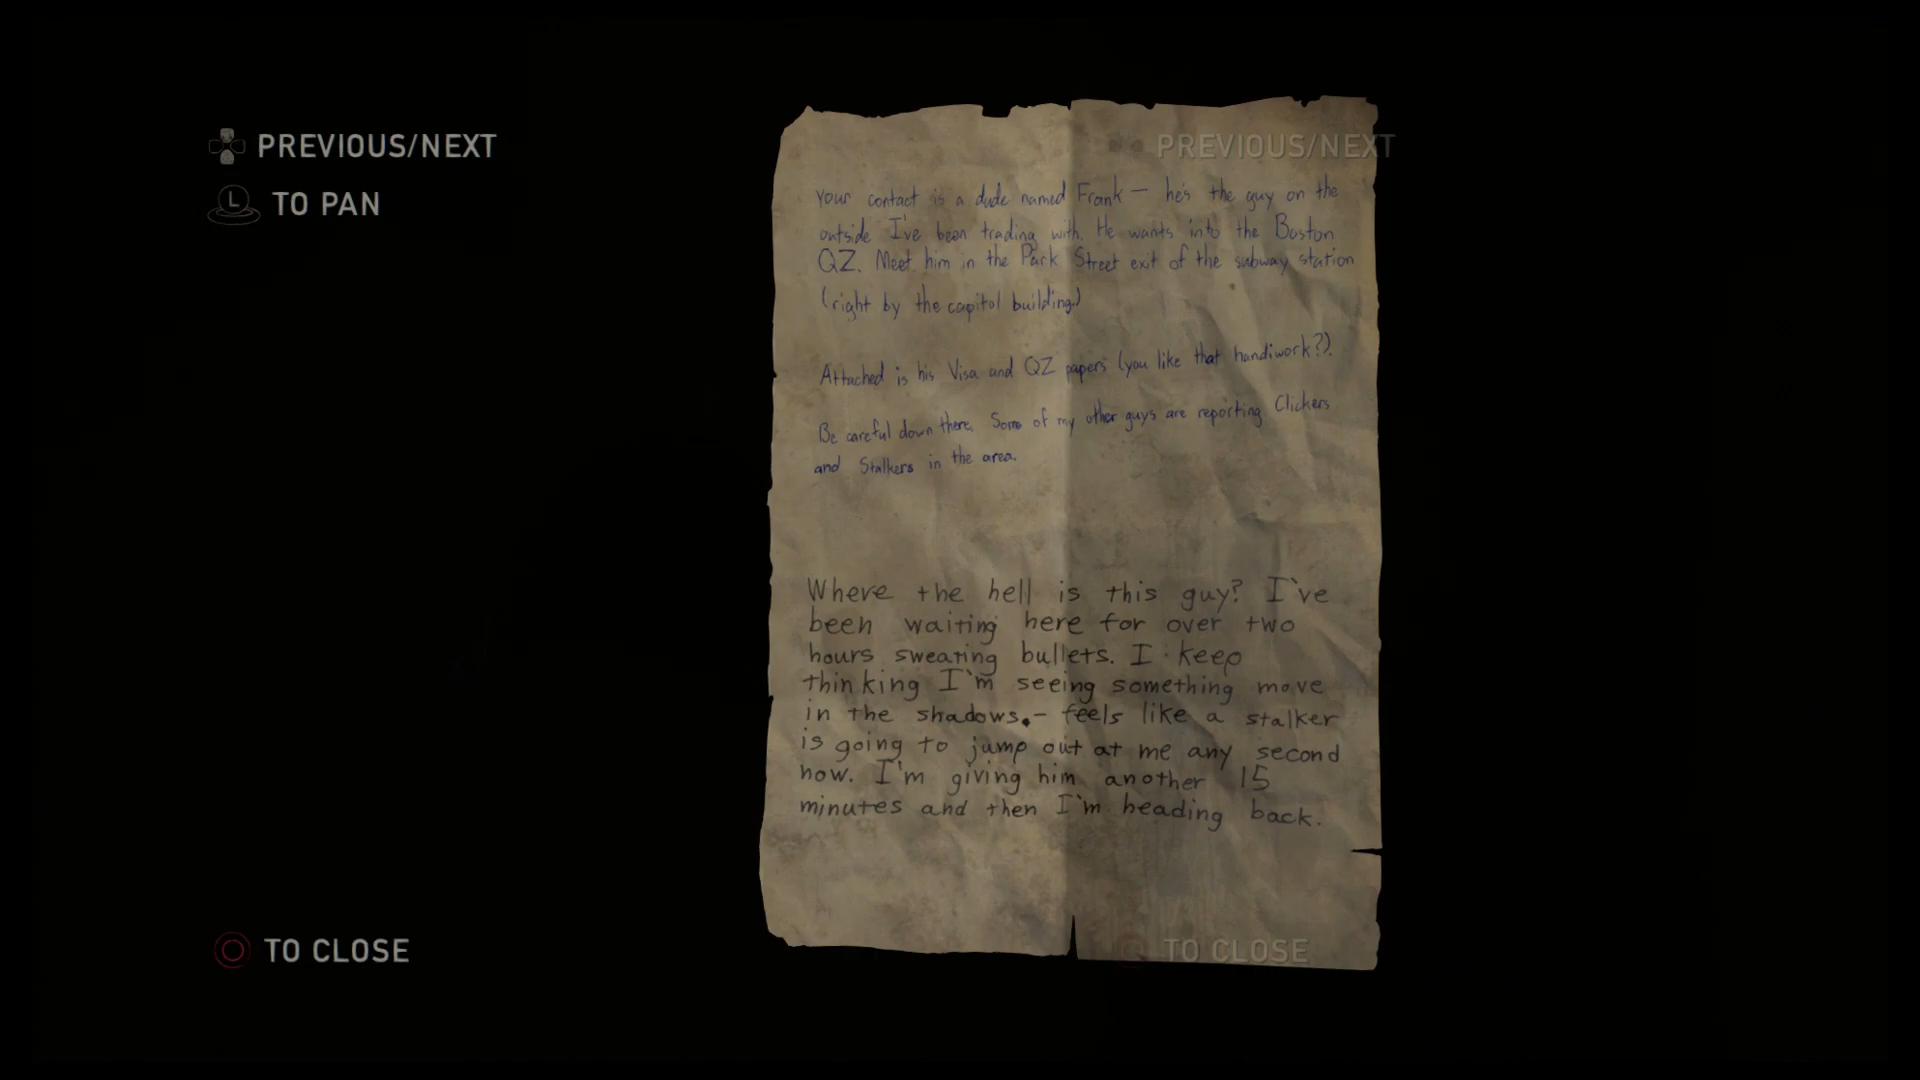 PREVIOUS/NEXT
L TO PAN
PREVIOUS/NEXT
Your contact is a dude named Frank — he's the guy on the
outside I've been trading with. He wants into the Boston
QZ. Meet him in the Park Street exit of the subway station
(right by the capitol building.)
Attached is his Visa and QZ papers (you like that handiwork?).
Be careful down there. Some of my other guys are reporting Clickers
and Stalkers in the area.
Where the hell is this guy? I've
been waiting here for over two
hours sweating bullets. I keep
thinking I'm seeing something move
in the shadows. - feels like a stalker
is going to jump out at me any second
now. I'm giving him another 15
minutes and then I'm heading back.
TO CLOSE
TO CLOSE